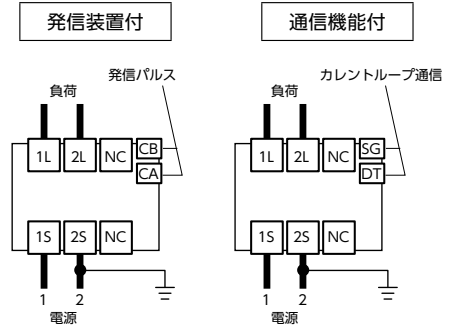 発信装置付
発信パルス
負荷
1L 2L NC CB
CA
1S 2S NC
1 2
電源
通信機能付
カレントループ通信
負荷
1L 2L NC SG
DT
1S 2S NC
1 2
電源